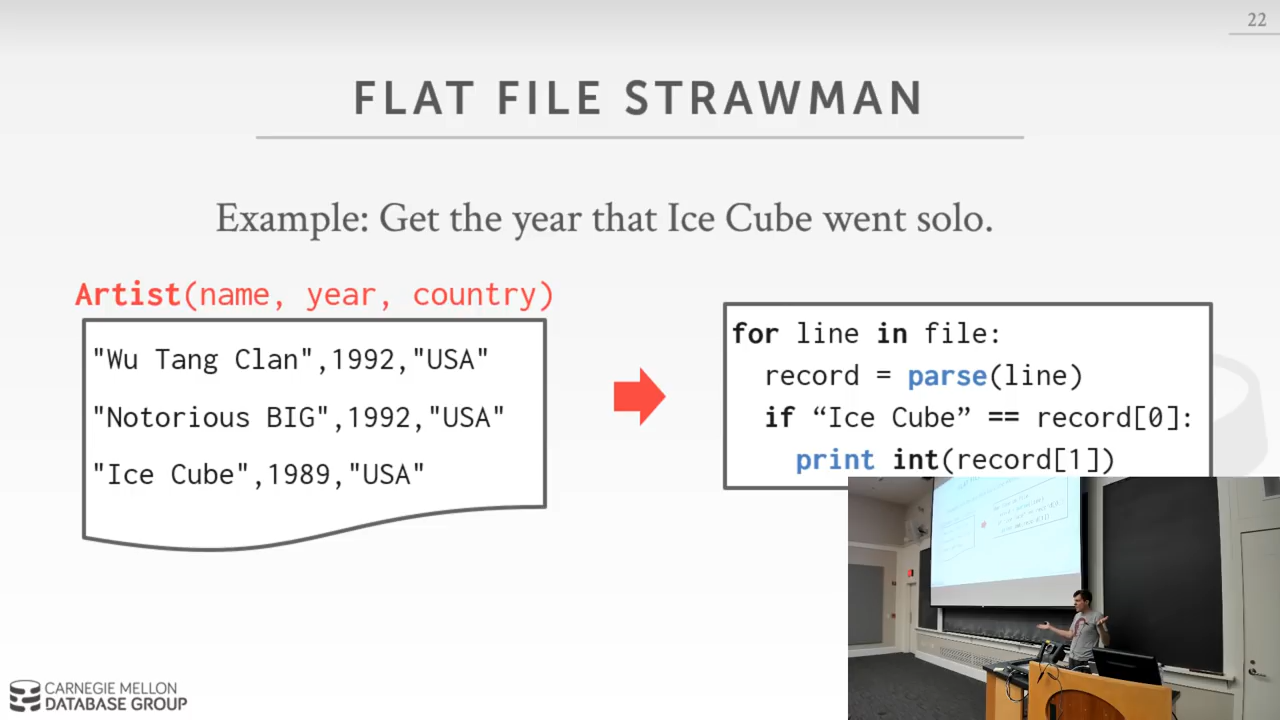 22
FLAT FILE STRAWMAN
Example: Get the year that Ice Cube went solo.
Artist(name, year, country)
"Wu Tang Clan",1992,"USA"
"Notorious BIG",1992,"USA"
"Ice Cube",1989,"USA"
for line in file:
record = parse(line)
if “Ice Cube” == record[0]:
print int(record[1])
CARNEGIE MELLON
DATABASE GROUP